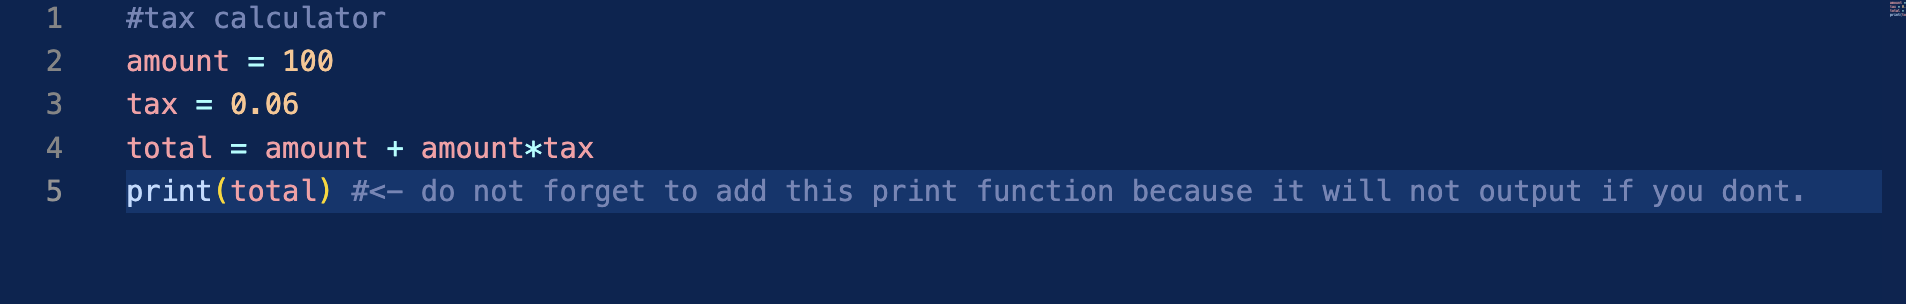 1 #tax calculator
2 amount = 100
3 tax = 0.06
4 total = amount + amount*tax
5 print(total) #<- do not forget to add this print function because it will not output if you dont.